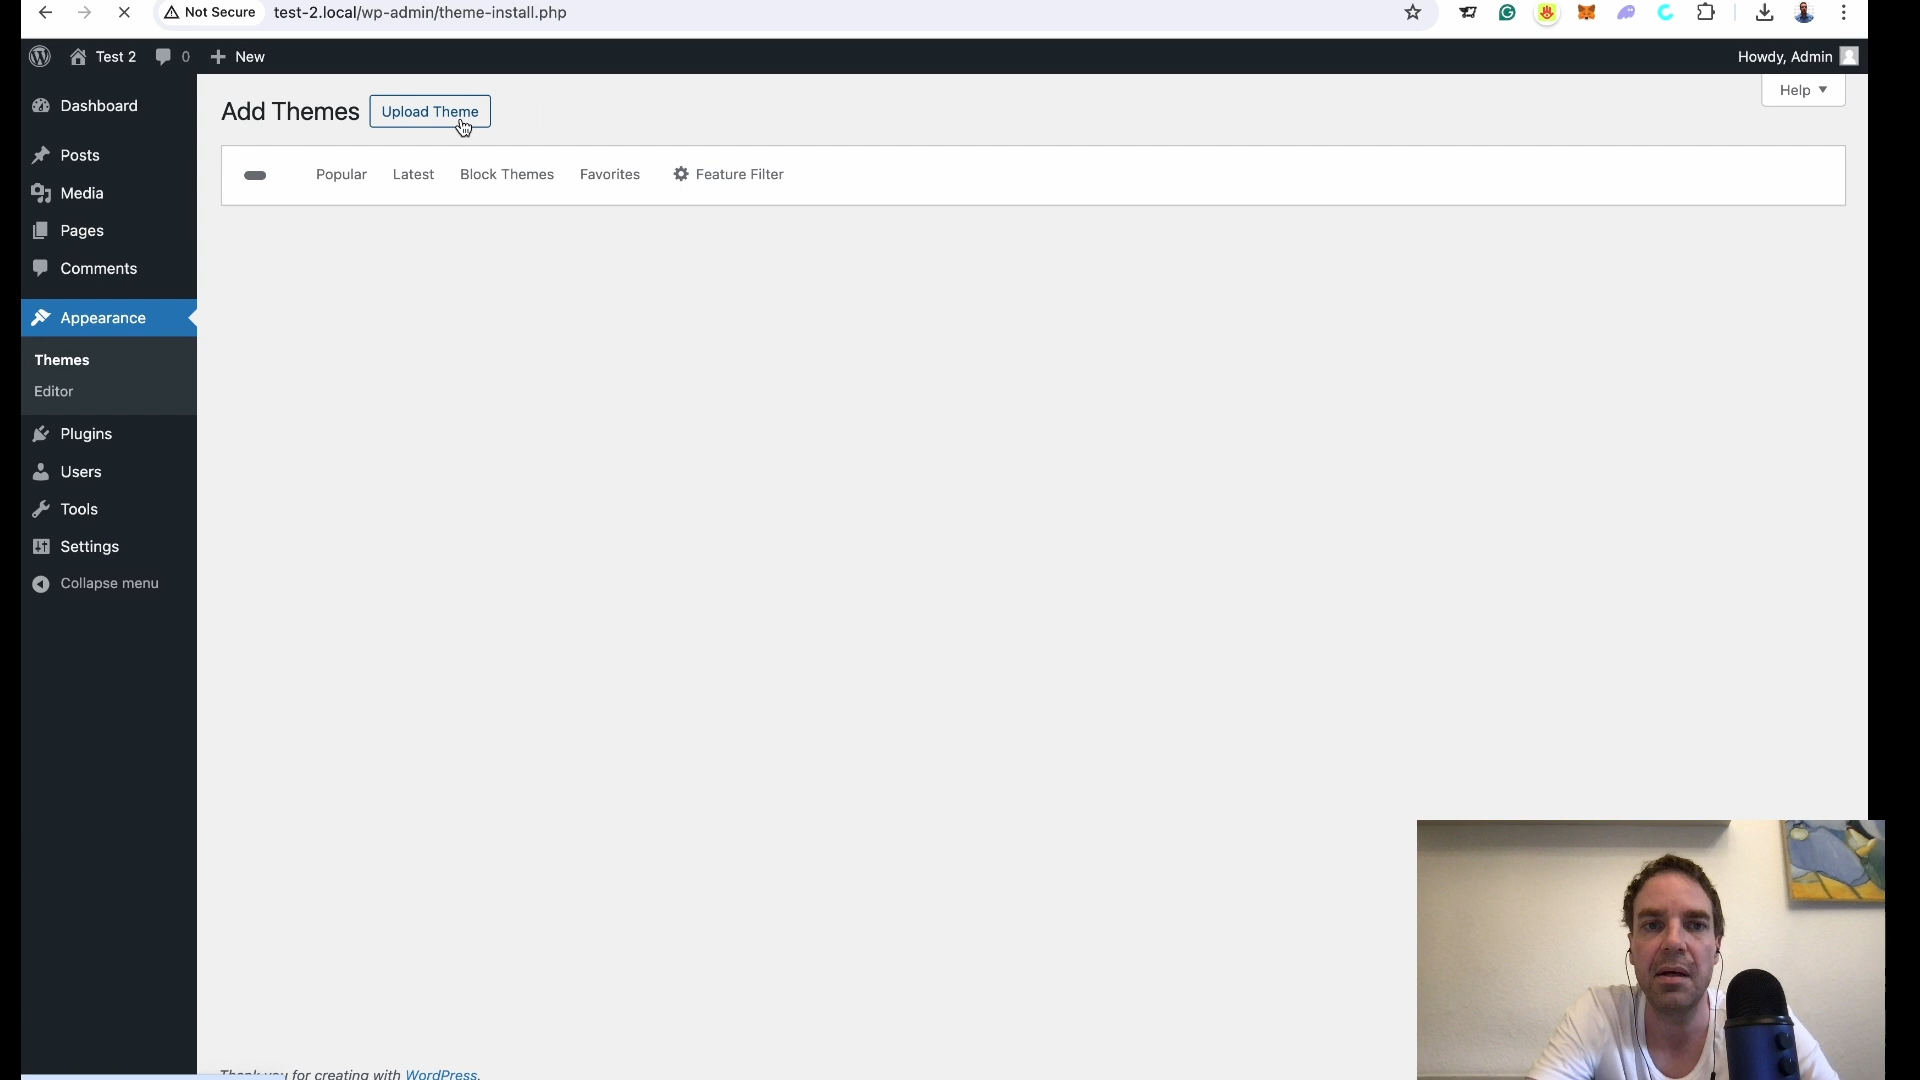 Not Secure test-2.local/wp-admin/theme-install.php
Test 2 0 New Howdy, Admin
Help
Add Themes Upload Theme
Popular Latest Block Themes Favorites Feature Filter
Dashboard
Posts
Media
Pages
Comments
Appearance
Themes
Editor
Plugins
Users
Tools
Settings
Collapse menu
Thank you for creating with WordPress.